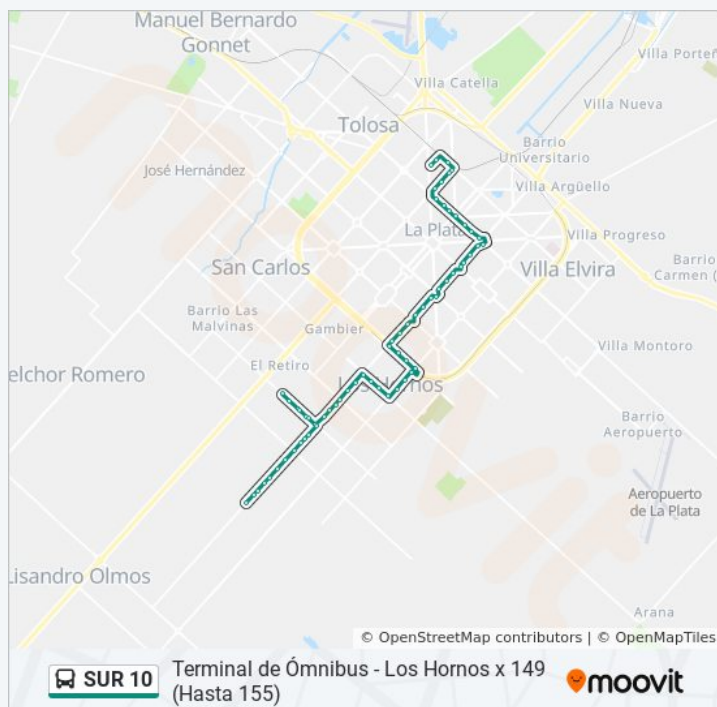 Manuel Bernardo
Gonnet
Villa Porteñ
Villa Catella
Villa Nueva
Tolosa
Barrio
Universitario
José Hernández
Villa Argüello
La Plata
Villa Progreso
San Carlos
Villa Elvira
Barrio
Carmen (
Barrio Las
Malvinas
Gambier
Villa Montoro
El Retiro
elchor Romero
Los Hornos
Barrio
Aeropuerto
Aeropuerto
de La Plata
Lisandro Olmos
Arana
© OpenStreetMap contributors | © OpenMapTiles
SUR 10
Terminal de Ómnibus - Los Hornos x 149
(Hasta 155)
moovit